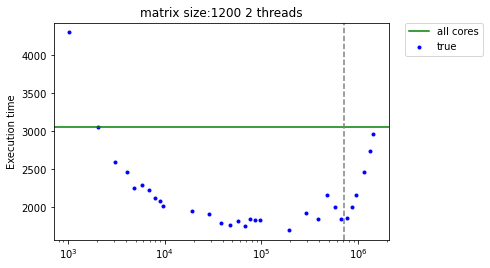 matrix size:1200 2 threads
all cores
true
Execution time
4000
3500
3000
2500
2000
10³
10⁴
10⁵
10⁶